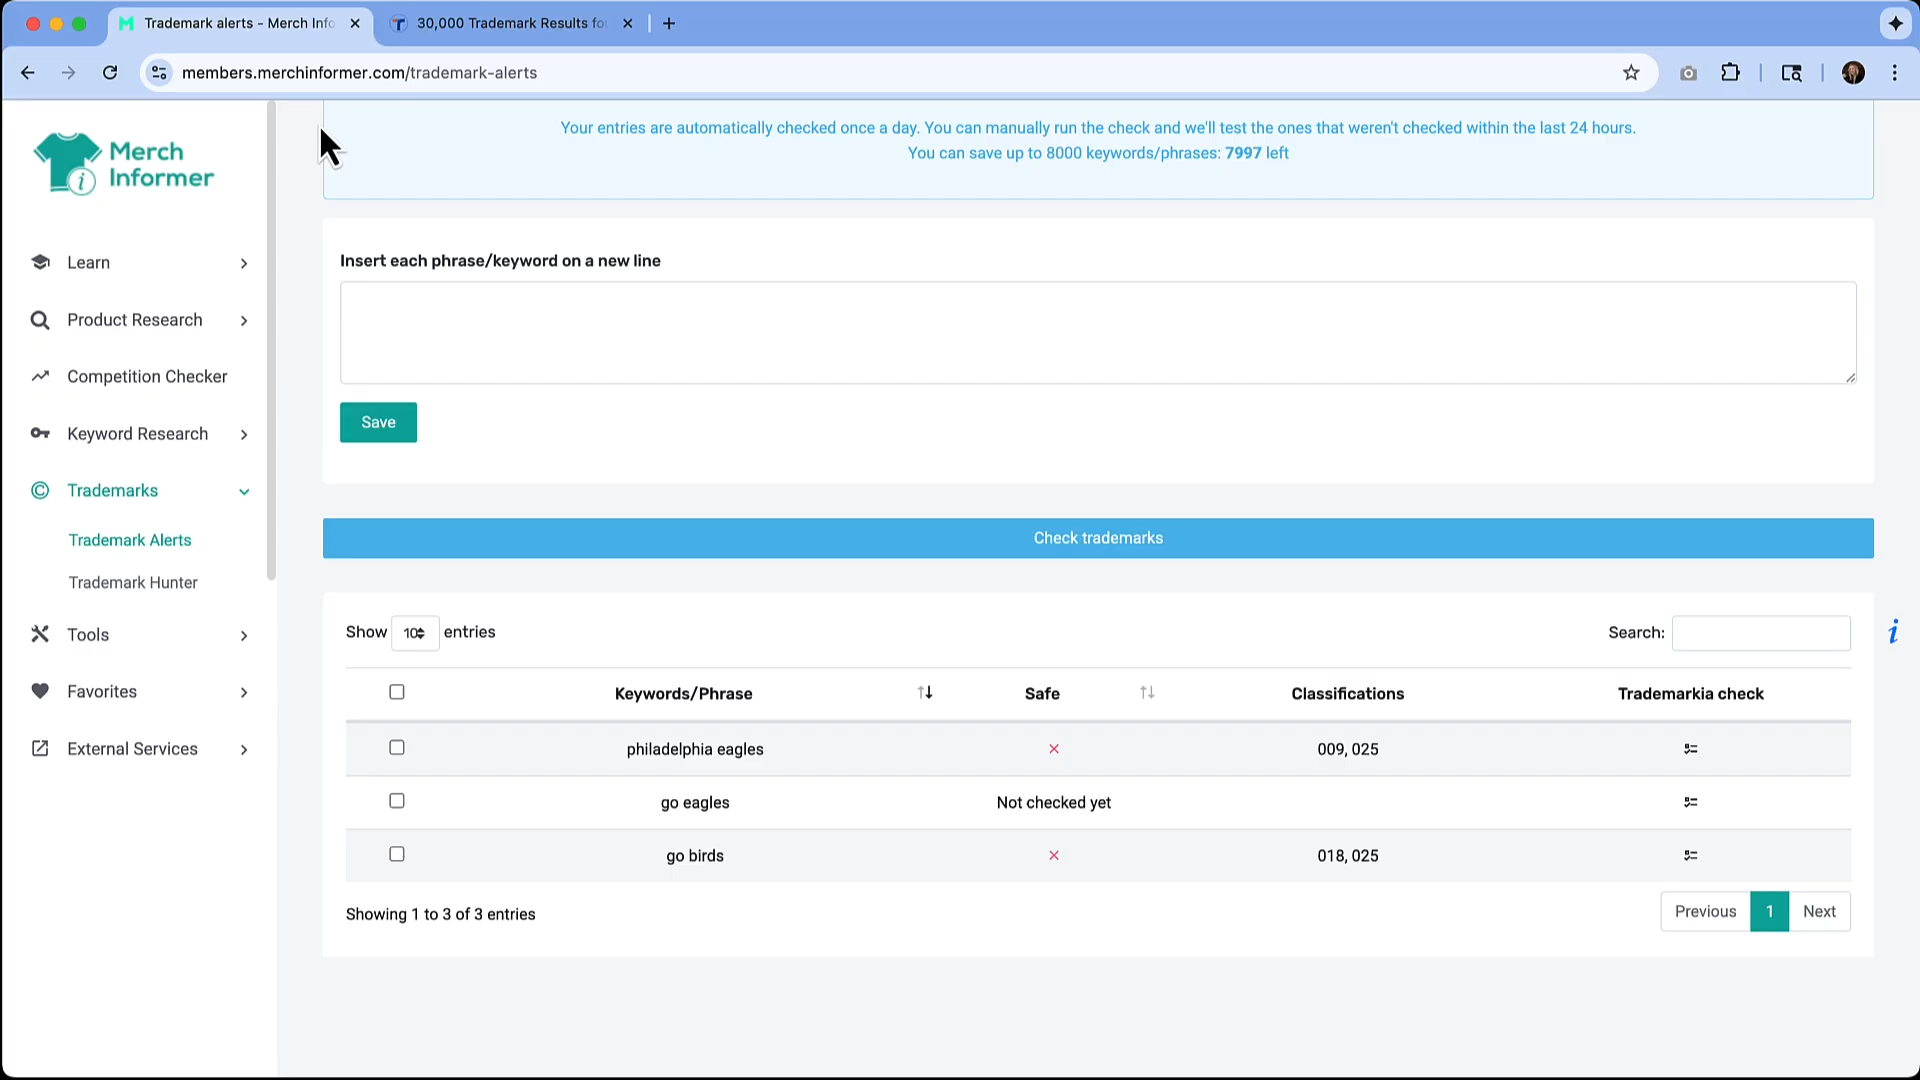 Trademark alerts - Merch Info
30,000 Trademark Results fo
members.merchinformer.com/trademark-alerts
Merch
Informer
Learn
Product Research
Competition Checker
Keyword Research
Trademarks
Trademark Alerts
Trademark Hunter
Tools
Favorites
External Services
Your entries are automatically checked once a day. You can manually run the check and we'll test the ones that weren't checked within the last 24 hours.
You can save up to 8000 keywords/phrases: 7997 left
Insert each phrase/keyword on a new line
Save
Check trademarks
Show 10 entries
Search:
Keywords/Phrase Safe Classifications Trademarkia check
philadelphia eagles 009, 025
go eagles Not checked yet
go birds 018, 025
Showing 1 to 3 of 3 entries
Previous 1 Next